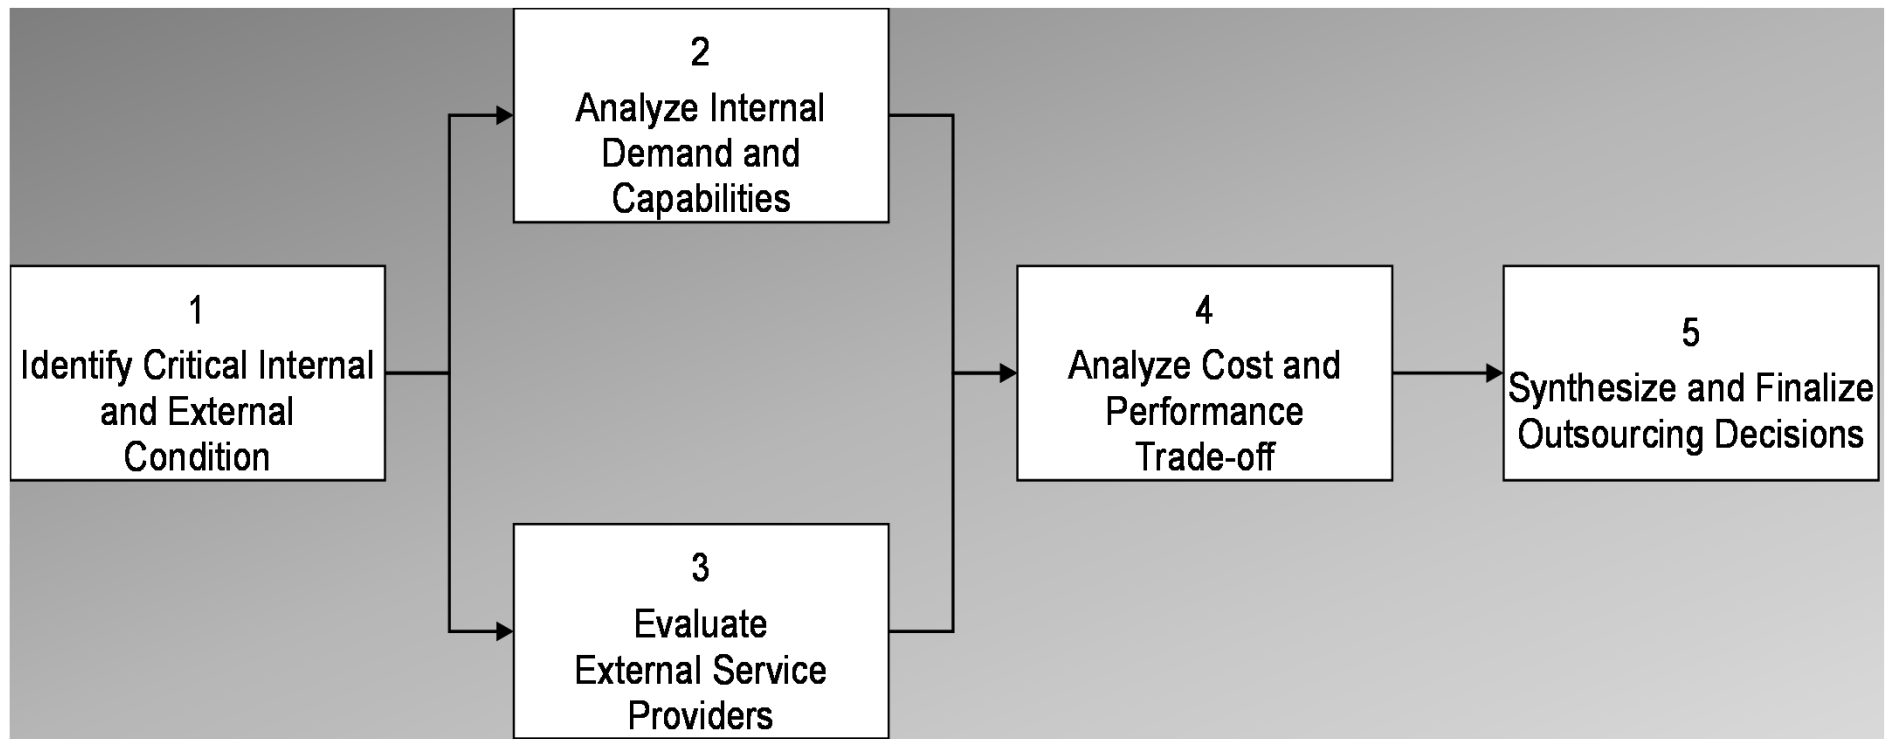 1
Identify Critical Internal
and External
Condition
2
Analyze Internal
Demand and
Capabilities
3
Evaluate
External Service
Providers
4
Analyze Cost and
Performance
Trade-off
5
Synthesize and Finalize
Outsourcing Decisions